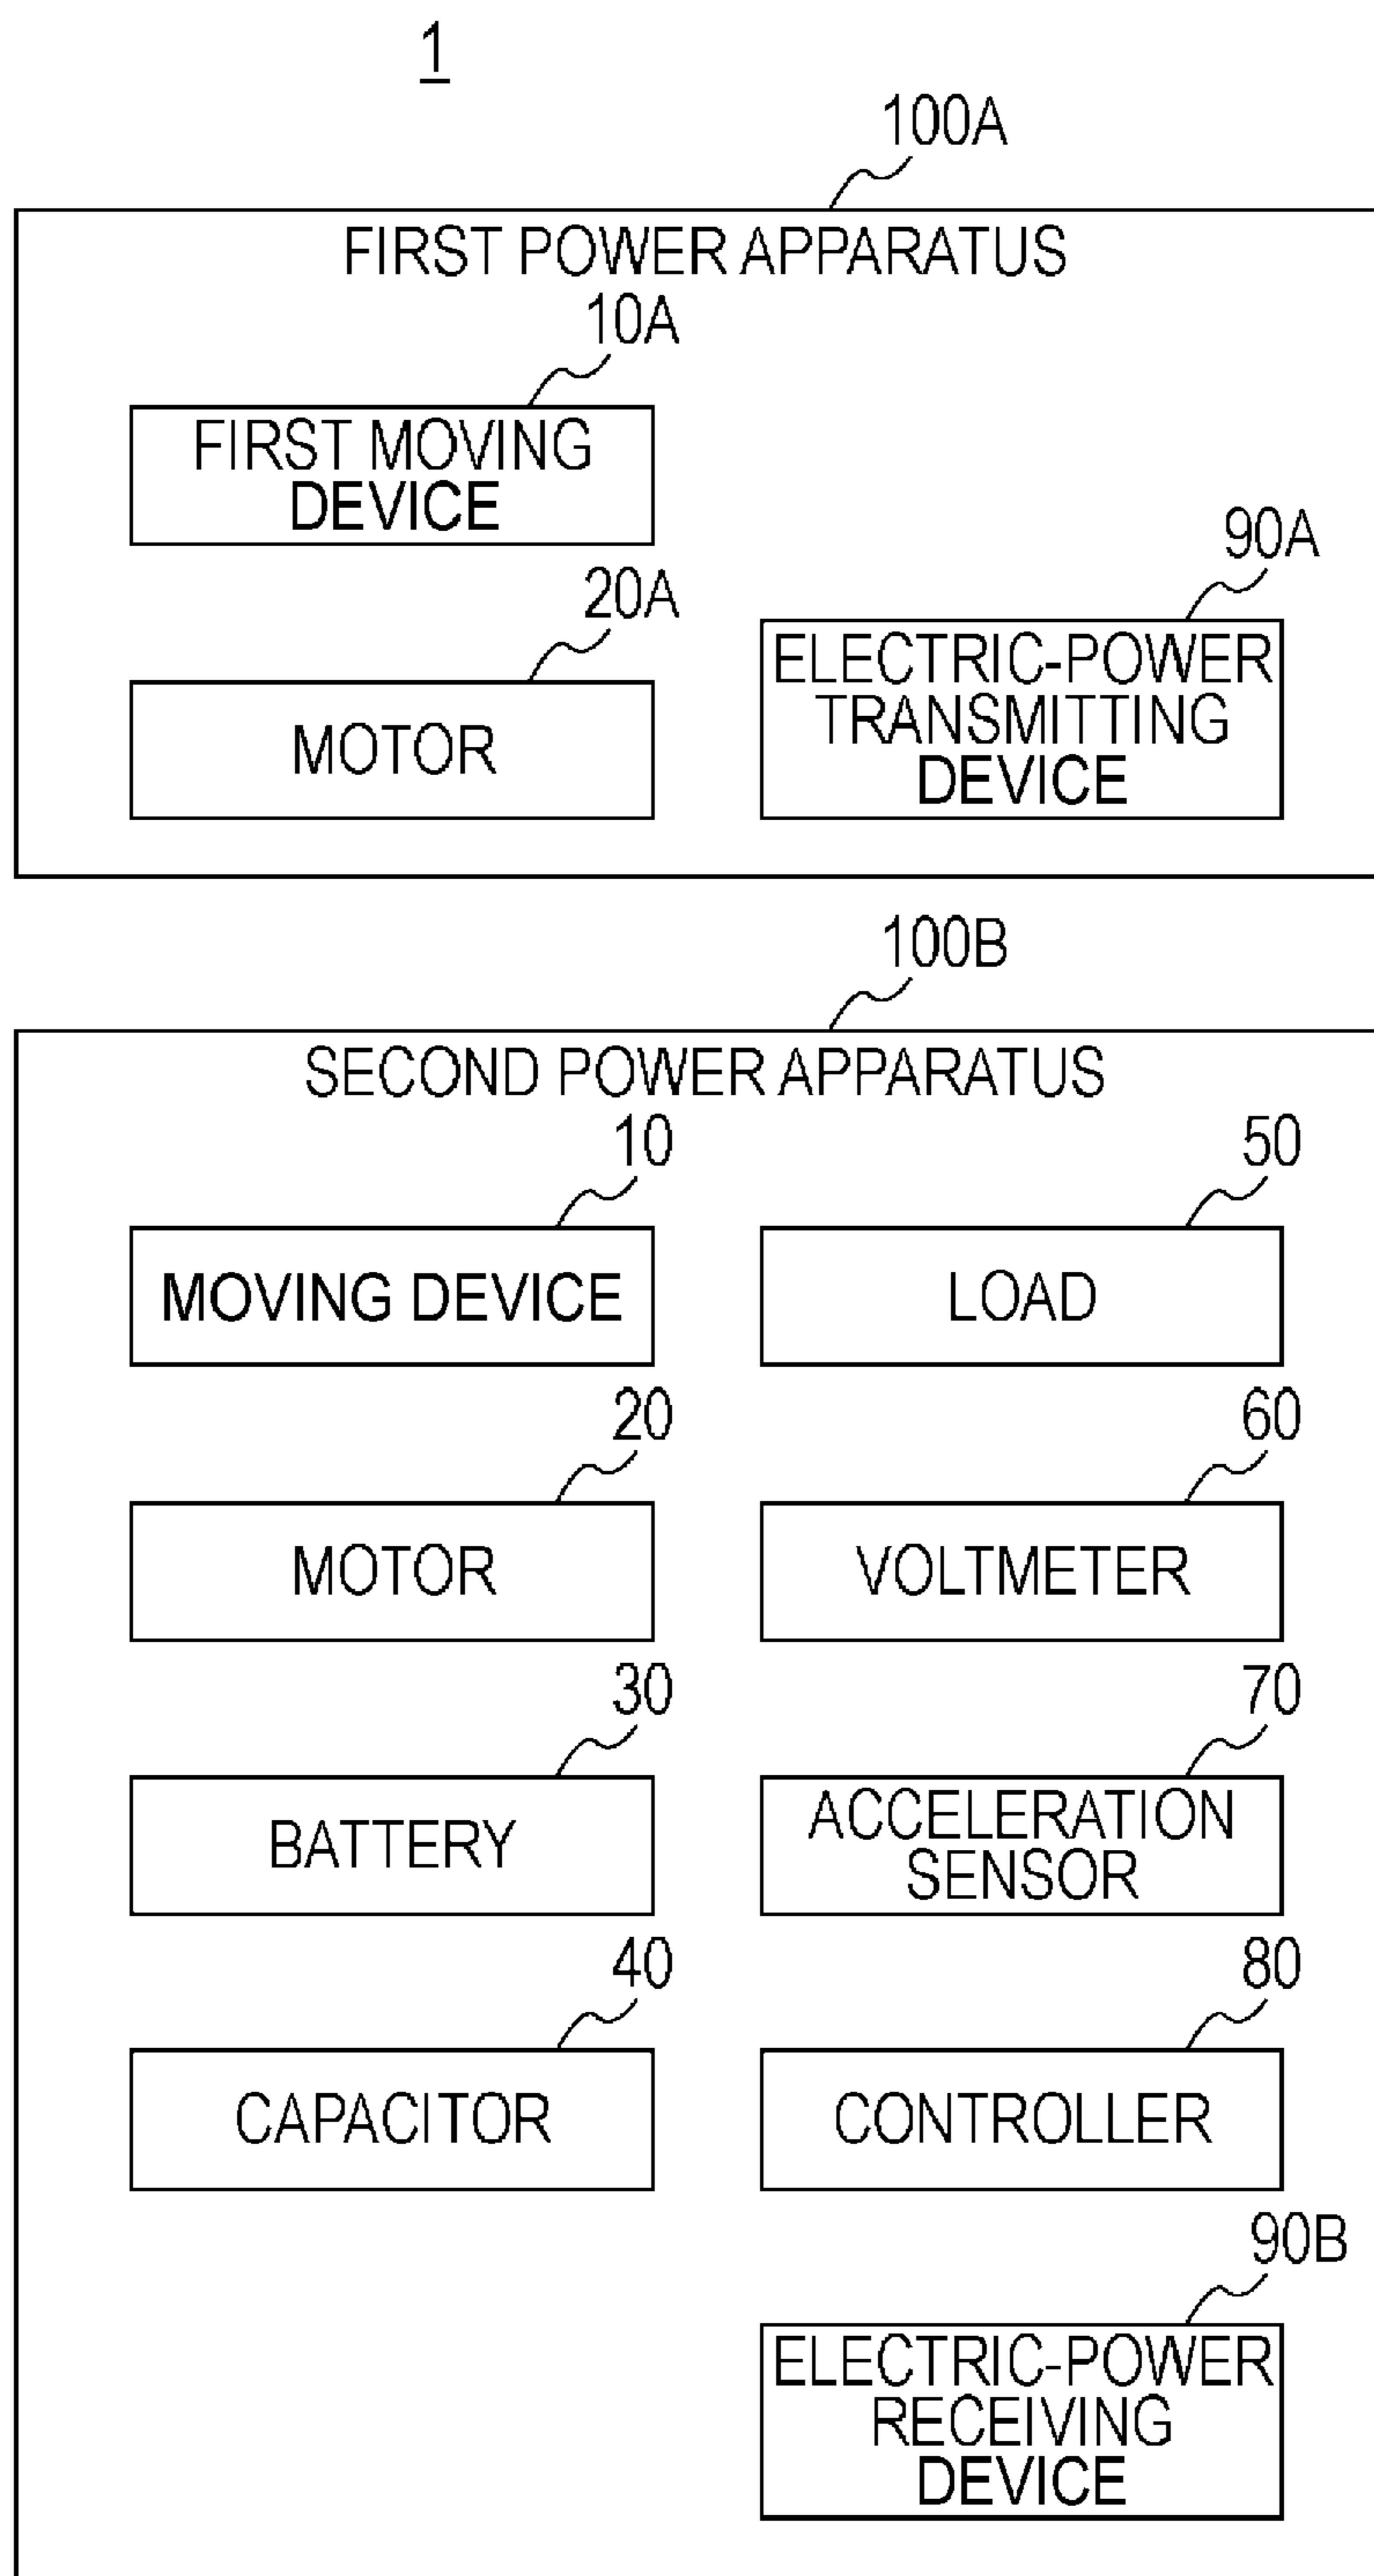 1
100A
FIRST POWER APPARATUS
10A
FIRST MOVING
DEVICE
90A
20A
ELECTRIC-POWER
TRANSMITTING
DEVICE
MOTOR
100B
SECOND POWER APPARATUS
10
50
MOVING DEVICE
LOAD
20
60
MOTOR
VOLTMETER
30
70
BATTERY
ACCELERATION
SENSOR
40
80
CAPACITOR
CONTROLLER
90B
ELECTRIC-POWER
RECEIVING
DEVICE